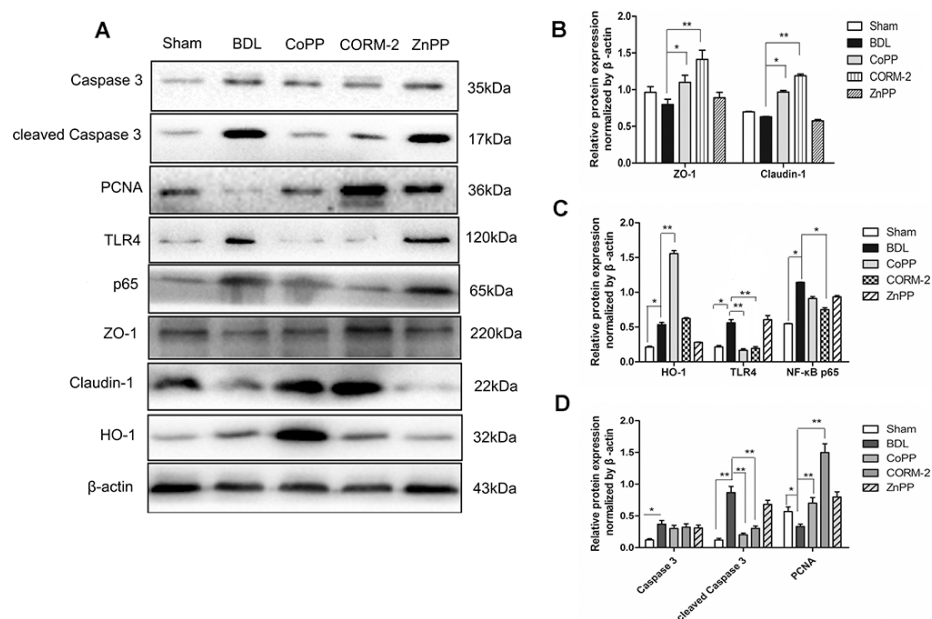 A
Sham BDL CoPP CORM-2 ZnPP
Caspase 3 35kDa
cleaved Caspase 3 17kDa
PCNA 36kDa
TLR4 120kDa
p65 65kDa
ZO-1 220kDa
Claudin-1 22kDa
HO-1 32kDa
β-actin 43kDa
B
Relative protein expression
normalized by β -actin
2.0
1.5
1.0
0.5
0.0
* ** * **
ZO-1 Claudin-1
Sham
BDL
CoPP
CORM-2
ZnPP
C
Relative protein expression
normalized by β -actin
2.0
1.5
1.0
0.5
0.0
* ** * ** ** * *
HO-1 TLR4 NF-κB p65
Sham
BDL
CoPP
CORM-2
ZnPP
D
Relative protein expression
normalized by β -actin
2.0
1.5
1.0
0.5
0.0
* ** ** ** * ** **
Caspase 3 cleaved Caspase 3 PCNA
Sham
BDL
CoPP
CORM-2
ZnPP